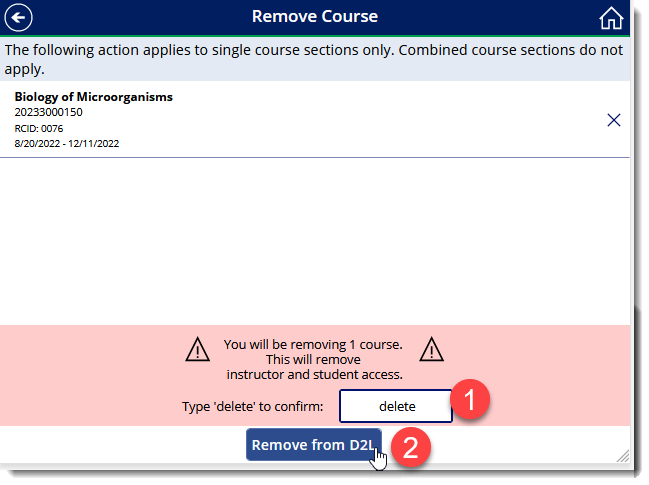 Remove Course
The following action applies to single course sections only. Combined course sections do not
apply.
Biology of Microorganisms
20233000150
RCID: 0076
8/20/2022 - 12/11/2022
You will be removing 1 course.
This will remove
instructor and student access.
Type 'delete' to confirm:
delete
1
Remove from D2L
2